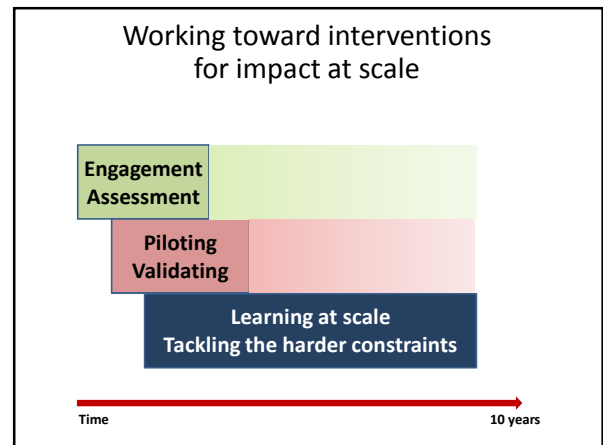 Working toward interventions
for impact at scale
Engagement
Assessment
Piloting
Validating
Learning at scale
Tackling the harder constraints
Time
10 years